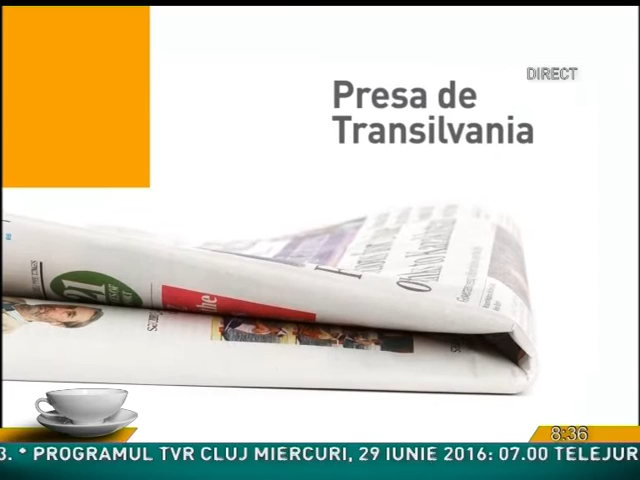 DIRECT
Presa de
Transilvania
8:36
3. * PROGRAMUL TVR CLUJ MIERCURI, 29 IUNIE 2016: 07.00 TELEJUR